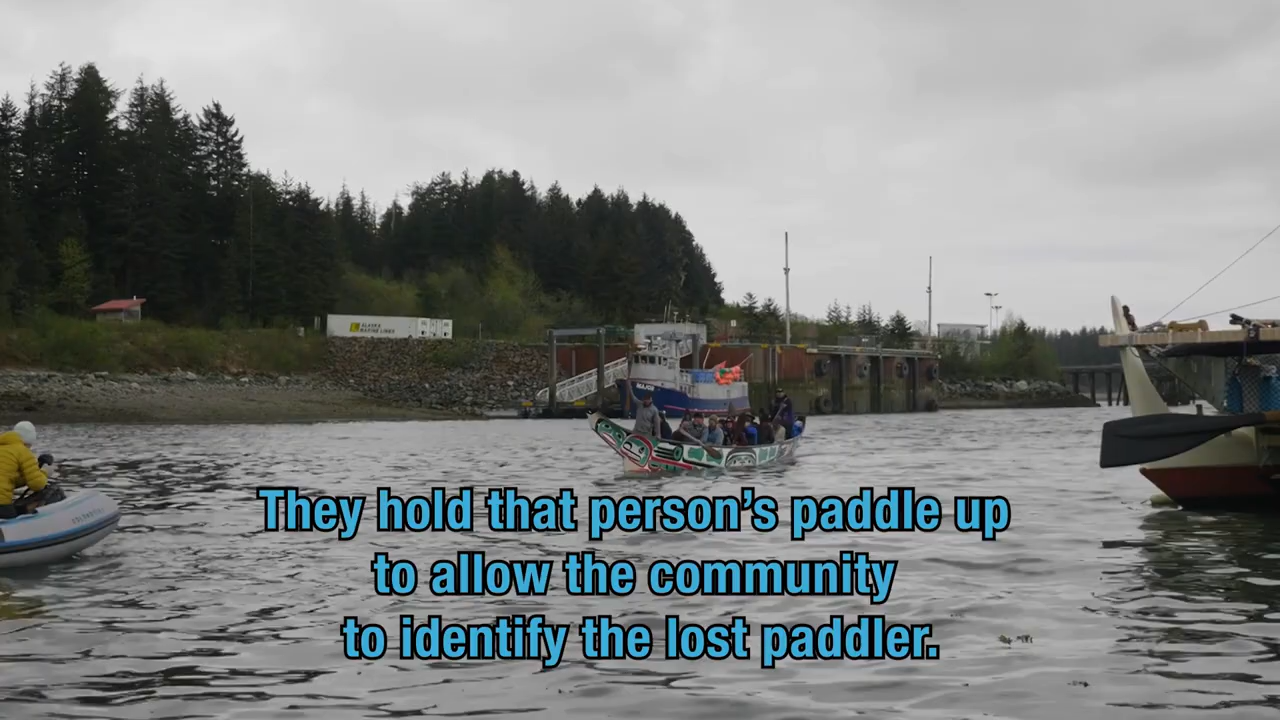 ALASKA
MARINE LINES
They hold that person's paddle up
to allow the community
to identify the lost paddler.